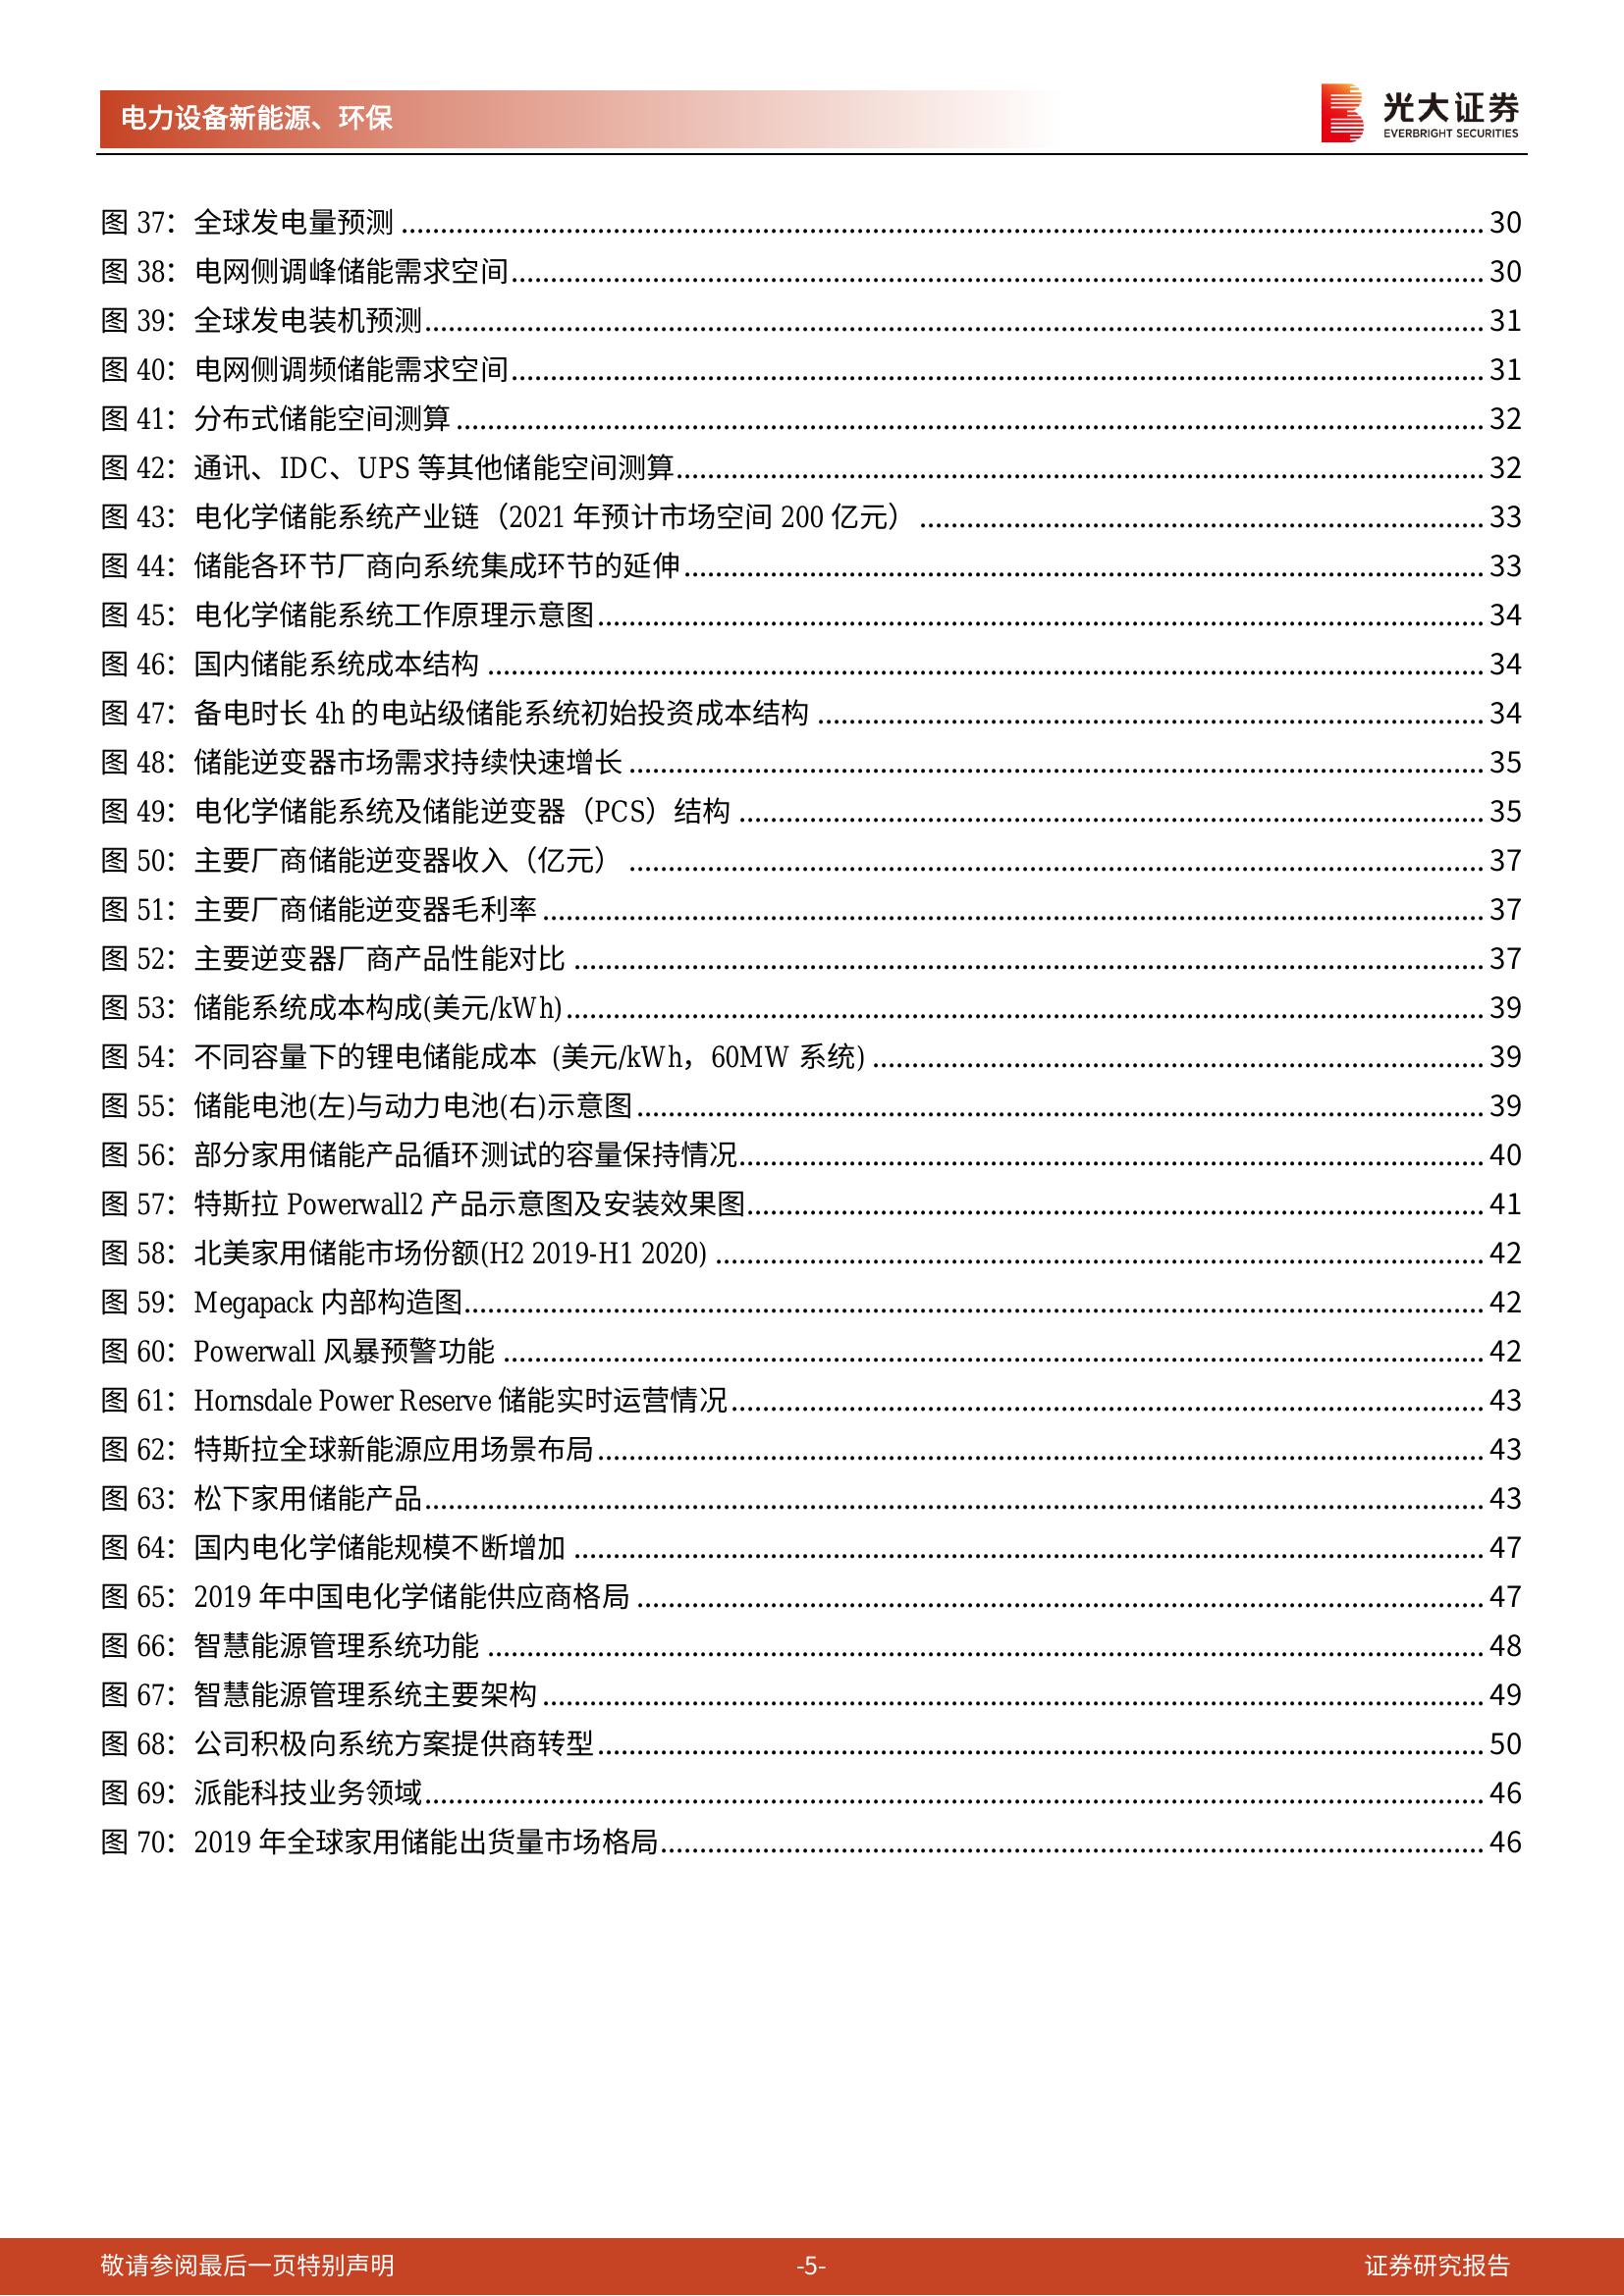 电力设备新能源、环保
光大证券
EVERBRIGHT SECURITIES
图 37：全球发电量预测 30
图 38：电网侧调峰储能需求空间 30
图 39：全球发电装机预测 31
图 40：电网侧调频储能需求空间 31
图 41：分布式储能空间测算 32
图 42：通讯、IDC、UPS 等其他储能空间测算 32
图 43：电化学储能系统产业链（2021 年预计市场空间 200 亿元） 33
图 44：储能各环节厂商向系统集成环节的延伸 33
图 45：电化学储能系统工作原理示意图 34
图 46：国内储能系统成本结构 34
图 47：备电时长 4h 的电站级储能系统初始投资成本结构 34
图 48：储能逆变器市场需求持续快速增长 35
图 49：电化学储能系统及储能逆变器（PCS）结构 35
图 50：主要厂商储能逆变器收入（亿元） 37
图 51：主要厂商储能逆变器毛利率 37
图 52：主要逆变器厂商产品性能对比 37
图 53：储能系统成本构成(美元/kWh) 39
图 54：不同容量下的锂电储能成本 (美元/kWh，60MW 系统) 39
图 55：储能电池(左)与动力电池(右)示意图 39
图 56：部分家用储能产品循环测试的容量保持情况 40
图 57：特斯拉 Powerwall2 产品示意图及安装效果图 41
图 58：北美家用储能市场份额(H2 2019-H1 2020) 42
图 59：Megapack 内部构造图 42
图 60：Powerwall 风暴预警功能 42
图 61：Hornsdale Power Reserve 储能实时运营情况 43
图 62：特斯拉全球新能源应用场景布局 43
图 63：松下家用储能产品 43
图 64：国内电化学储能规模不断增加 47
图 65：2019 年中国电化学储能供应商格局 47
图 66：智慧能源管理系统功能 48
图 67：智慧能源管理系统主要架构 49
图 68：公司积极向系统方案提供商转型 50
图 69：派能科技业务领域 46
图 70：2019 年全球家用储能出货量市场格局 46
敬请参阅最后一页特别声明 -5- 证券研究报告